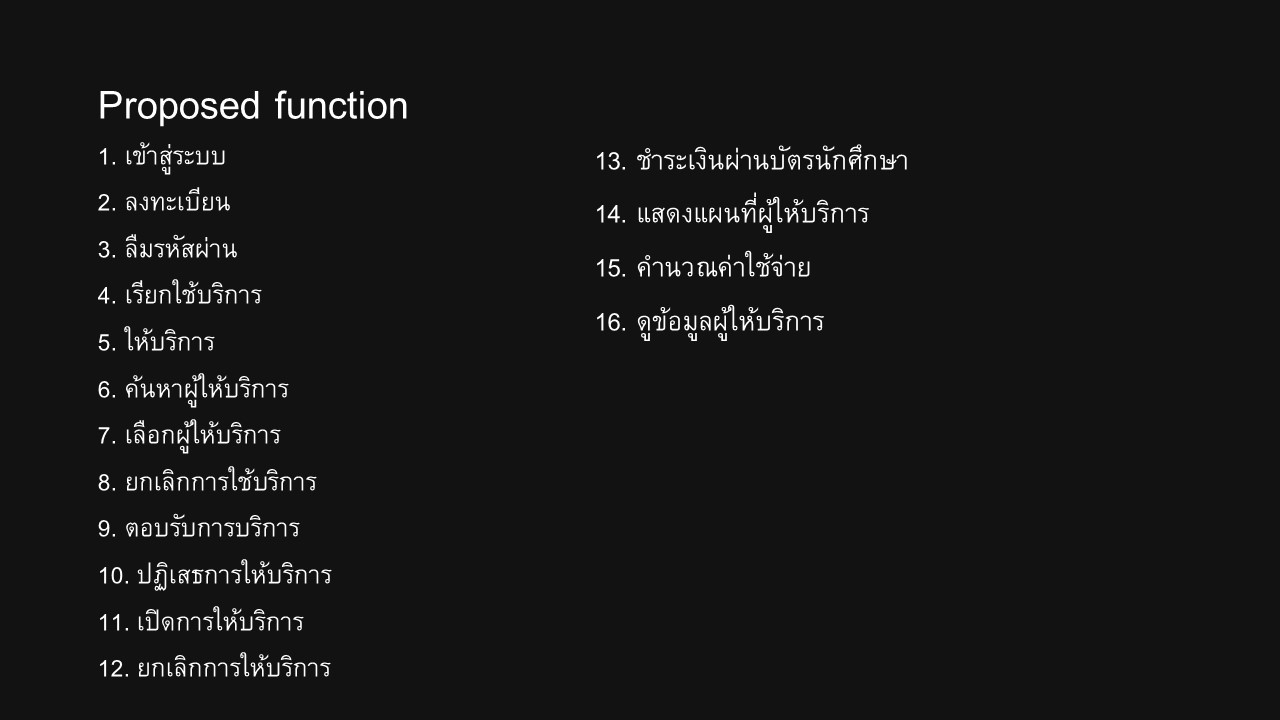 Proposed function
1. เข้าสู่ระบบ
2. ลงทะเบียน
3. ลืมรหัสผ่าน
4. เรียกใช้บริการ
5. ให้บริการ
6. ค้นหาผู้ให้บริการ
7. เลือกผู้ให้บริการ
8. ยกเลิกการใช้บริการ
9. ตอบรับการบริการ
10. ปฏิเสธการให้บริการ
11. เปิดการให้บริการ
12. ยกเลิกการให้บริการ
13. ชำระเงินผ่านบัตรนักศึกษา
14. แสดงแผนที่ผู้ให้บริการ
15. คำนวณค่าใช้จ่าย
16. ดูข้อมูลผู้ให้บริการ